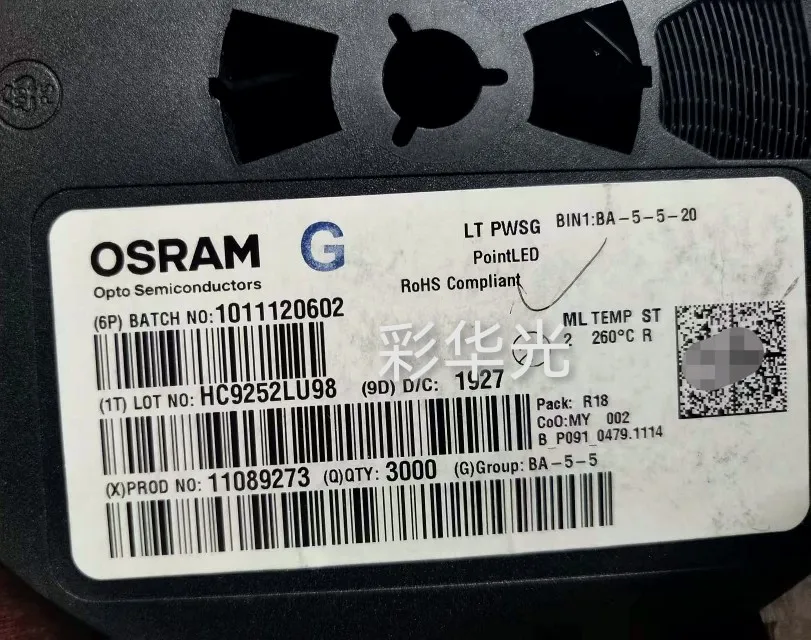 OSRAM G
Opto Semiconductors
LT PWSG BIN1:BA-5-5-20
PointLED
RoHS Compliant
(6P) BATCH NO:1011120602
ML TEMP ST
2 260°C R
彩华光
(1T) LOT NO: HC9252LU98 (9D) D/C: 1927
Pack: R18
CoO:MY 002
B_P091_0479.1114
(X)PROD NO: 11089273 (Q)QTY: 3000 (G)Group: BA-5-5